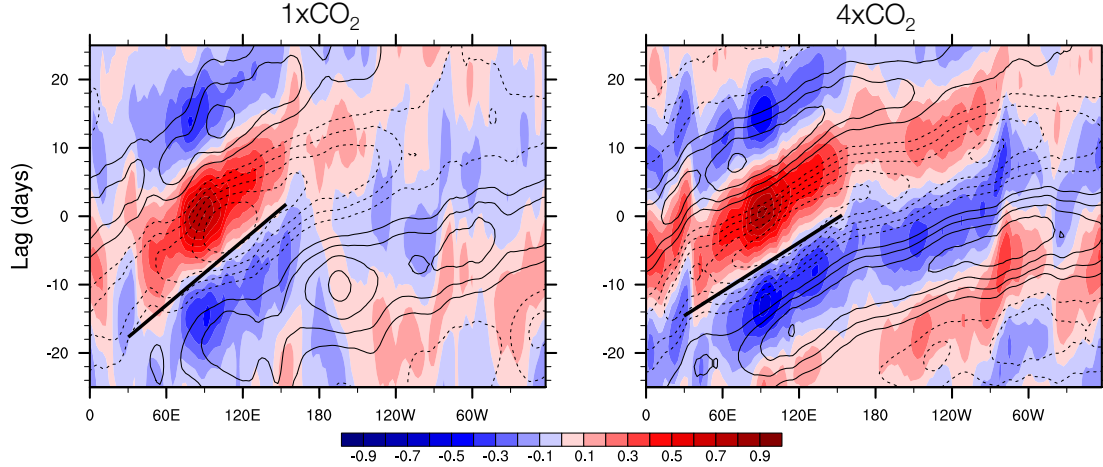 1xCO₂ 4xCO₂
Lag (days)
20 20
10 10
0 0
-10 -10
-20 -20
0 60E 120E 180 120W 60W 0 60E 120E 180 120W 60W
-0.9 -0.7 -0.5 -0.3 -0.1 0.1 0.3 0.5 0.7 0.9